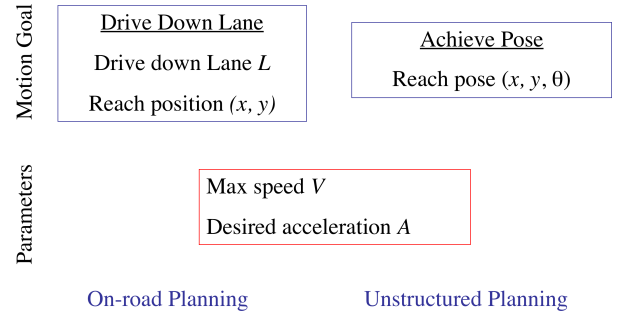 Motion Goal
Drive Down Lane
Drive down Lane L
Reach position (x, y)
Achieve Pose
Reach pose (x, y, θ)
Parameters
Max speed V
Desired acceleration A
On-road Planning
Unstructured Planning